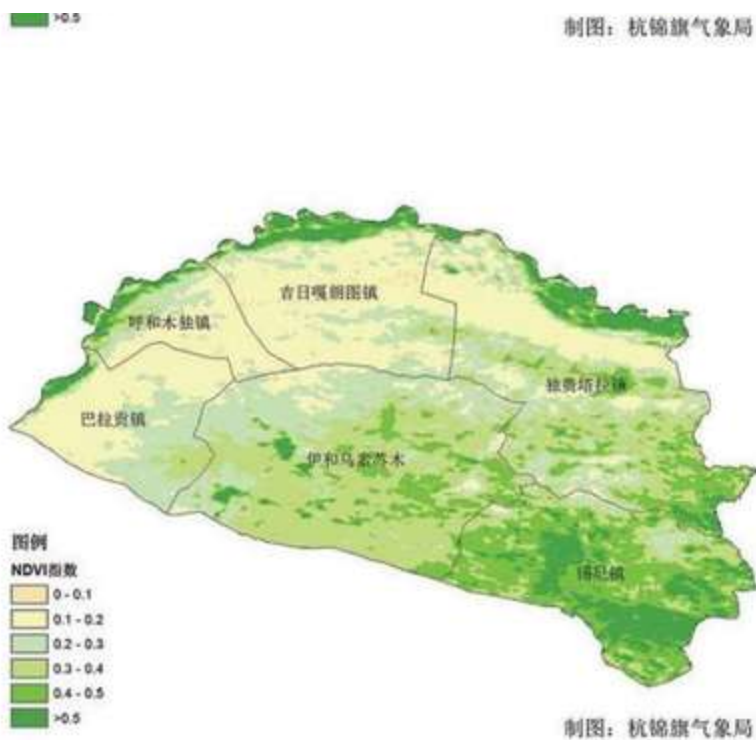 >0.5
制图：杭锦旗气象局
吉日嘎朗图镇
呼和木独镇
独贵塔拉镇
巴拉贡镇
伊和乌素苏木
锡尼镇
图例
NDVI指数
0 - 0.1
0.1 - 0.2
0.2 - 0.3
0.3 - 0.4
0.4 - 0.5
>0.5
制图：杭锦旗气象局